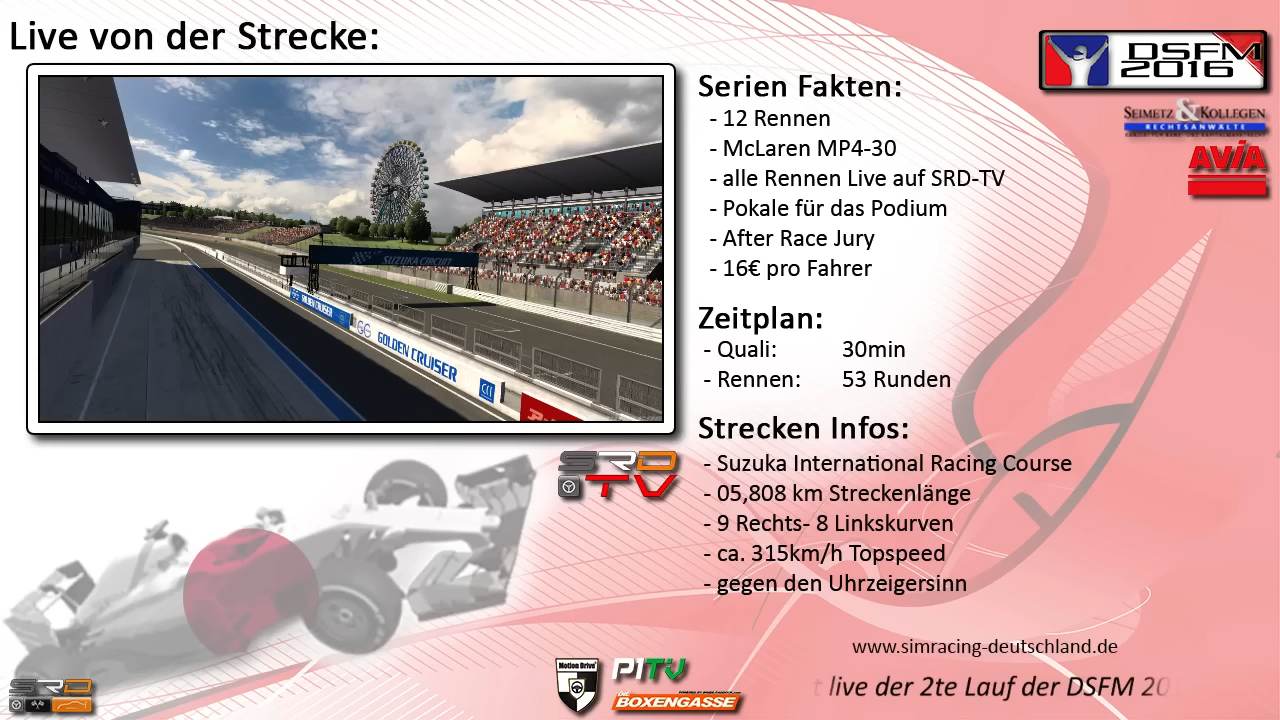 Live von der Strecke:
DSFM
2016
SEIMETZ & KOLLEGEN
RECHTSANWÄLTE
AVIA
SUZUKA CIRCUIT
GOLDEN CRUISER
GOLDEN CRUISER
Serien Fakten:
- 12 Rennen
- McLaren MP4-30
- alle Rennen Live auf SRD-TV
- Pokale für das Podium
- After Race Jury
- 16€ pro Fahrer
Zeitplan:
- Quali: 30min
- Rennen: 53 Runden
Strecken Infos:
- Suzuka International Racing Course
- 05,808 km Streckenlänge
- 9 Rechts- 8 Linkskurven
- ca. 315km/h Topspeed
- gegen den Uhrzeigersinn
SRD
TV
www.simracing-deutschland.de
t live der 2te Lauf der DSFM 20
SRD
Motion Drive
P1TV
DIE
BOXENGASSE